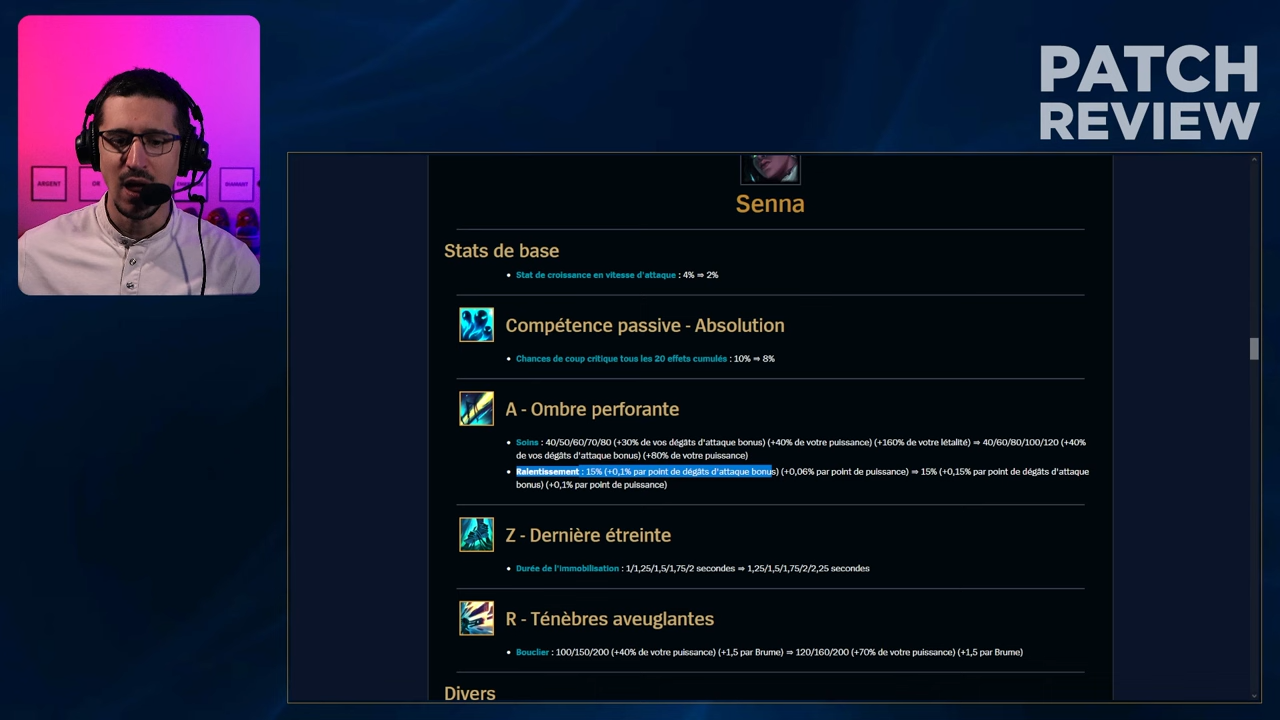 PATCH
REVIEW
ARGENT
OR
DIAMANT
Senna
Stats de base
• Stat de croissance en vitesse d'attaque : 4% ⇒ 2%
Compétence passive - Absolution
• Chances de coup critique tous les 20 effets cumulés : 10% ⇒ 8%
A - Ombre perforante
• Soins : 40/50/60/70/80 (+30% de vos dégâts d'attaque bonus) (+40% de votre puissance) (+160% de votre létalité) ⇒ 40/60/80/100/120 (+40%
de vos dégâts d'attaque bonus) (+80% de votre puissance)
• Ralentissement : 15% (+0,1% par point de dégâts d'attaque bonus) (+0,06% par point de puissance) ⇒ 15% (+0,15% par point de dégâts d'attaque
bonus) (+0,1% par point de puissance)
Z - Dernière étreinte
• Durée de l'immobilisation : 1/1,25/1,5/1,75/2 secondes ⇒ 1,25/1,5/1,75/2/2,25 secondes
R - Ténèbres aveuglantes
• Bouclier : 100/150/200 (+40% de votre puissance) (+1,5 par Brume) ⇒ 120/160/200 (+70% de votre puissance) (+1,5 par Brume)
Divers